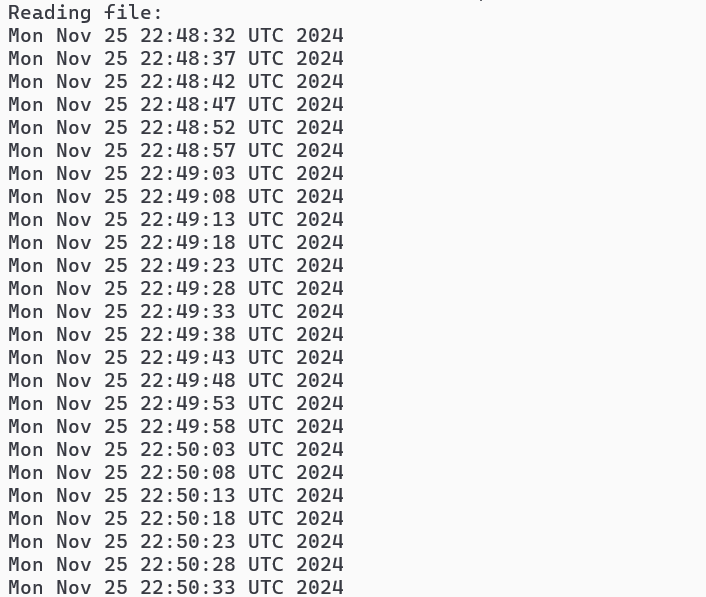 Reading file:
Mon Nov 25 22:48:32 UTC 2024
Mon Nov 25 22:48:37 UTC 2024
Mon Nov 25 22:48:42 UTC 2024
Mon Nov 25 22:48:47 UTC 2024
Mon Nov 25 22:48:52 UTC 2024
Mon Nov 25 22:48:57 UTC 2024
Mon Nov 25 22:49:03 UTC 2024
Mon Nov 25 22:49:08 UTC 2024
Mon Nov 25 22:49:13 UTC 2024
Mon Nov 25 22:49:18 UTC 2024
Mon Nov 25 22:49:23 UTC 2024
Mon Nov 25 22:49:28 UTC 2024
Mon Nov 25 22:49:33 UTC 2024
Mon Nov 25 22:49:38 UTC 2024
Mon Nov 25 22:49:43 UTC 2024
Mon Nov 25 22:49:48 UTC 2024
Mon Nov 25 22:49:53 UTC 2024
Mon Nov 25 22:49:58 UTC 2024
Mon Nov 25 22:50:03 UTC 2024
Mon Nov 25 22:50:08 UTC 2024
Mon Nov 25 22:50:13 UTC 2024
Mon Nov 25 22:50:18 UTC 2024
Mon Nov 25 22:50:23 UTC 2024
Mon Nov 25 22:50:28 UTC 2024
Mon Nov 25 22:50:33 UTC 2024